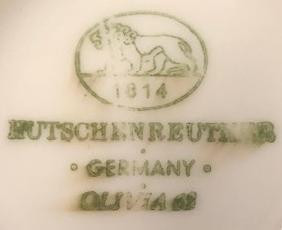 1814
HUTSCHENREUTHER
· GERMANY ·
OLIVIA